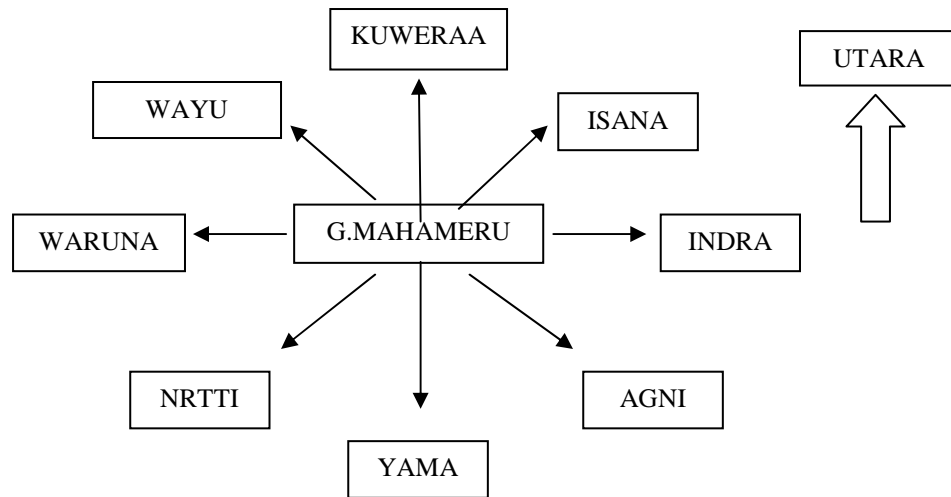 KUWERAA
UTARA
WAYU
ISANA
WARUNA
G.MAHAMERU
INDRA
NRTTI
AGNI
YAMA